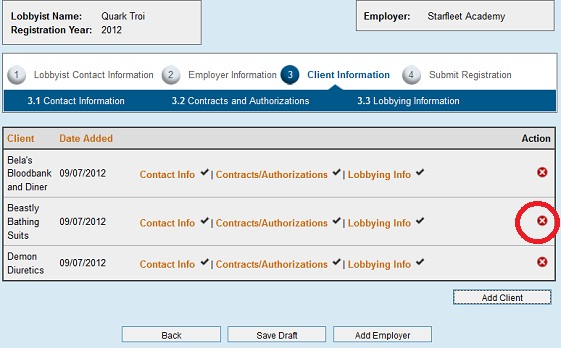 Lobbyist Name: Quark Troi
Registration Year: 2012
Employer: Starfleet Academy
1 Lobbyist Contact Information 2 Employer Information 3 Client Information 4 Submit Registration
3.1 Contact Information 3.2 Contracts and Authorizations 3.3 Lobbying Information
Client Date Added Action
Bela's
Bloodbank 09/07/2012 Contact Info ✔ | Contracts/Authorizations ✔ | Lobbying Info ✔
and Diner
Beastly
Bathing 09/07/2012 Contact Info ✔ | Contracts/Authorizations ✔ | Lobbying Info ✔
Suits
Demon 09/07/2012 Contact Info ✔ | Contracts/Authorizations ✔ | Lobbying Info ✔
Diuretics
Add Client
Back Save Draft Add Employer